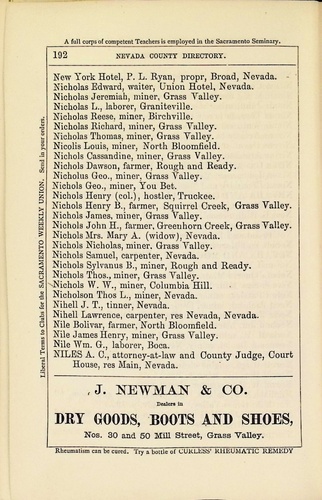 A full corps of competent Teachers is employed in the Sacramento Seminary.
192 NEVADA COUNTY DIRECTORY.
New York Hotel, P. L. Ryan, propr, Broad, Nevada.
Nicholas Edward, waiter, Union Hotel, Nevada.
Nicholas Jeremiah, miner, Grass Valley.
Nicholas L., laborer, Graniteville.
Nicholas Reese, miner, Birchville.
Nicholas Richard, miner, Grass Valley.
Nicholas Thomas, miner, Grass Valley.
Nicolis Louis, miner, North Bloomfield.
Nichols Cassandine, miner, Grass Valley.
Nichols Dawson, farmer, Rough and Ready.
Nicholus Geo., miner, Grass Valley.
Nichols Geo., miner, You Bet.
Nichols Henry (col.), hostler, Truckee.
Nichols Henry B., farmer, Squirrel Creek, Grass Valley.
Nichols James, miner, Grass Valley.
Nichols John H., farmer, Greenhorn Creek, Grass Valley.
Nichols Mrs. Mary A. (widow), Nevada.
Nichols Nicholas, miner. Grass Valley.
Nichols Samuel, carpenter, Nevada.
Nichols Sylvanus B., miner, Rough and Ready.
Nichols Thos, miner, Grass Valley.
Nichols W. W., miner, Columbia Hill.
Nicholson Thos L., miner, Nevada.
Nihell J. T., tinner, Nevada.
Nihell Lawrence, carpenter, res Nevada, Nevada.
Nile Bolivar, farmer, North Bloomfield.
Nile James Henry, miner, Grass Valley.
Nile Wm. G., laborer, Boca.
NILES A. C., attorney-at-law and County Judge, Court
House, res Main, Nevada.
J. NEWMAN & CO.
Dealers in
DRY GOODS, BOOTS AND SHOES,
Nos. 30 and 50 Mill Street, Grass Valley.
Rheumatism can be cured. Try a bottle of CURLESS' RHEUMATIC REMEDY
Liberal Terms to Clubs for the SACRAMENTO WEEKLY UNION. Send in your orders.